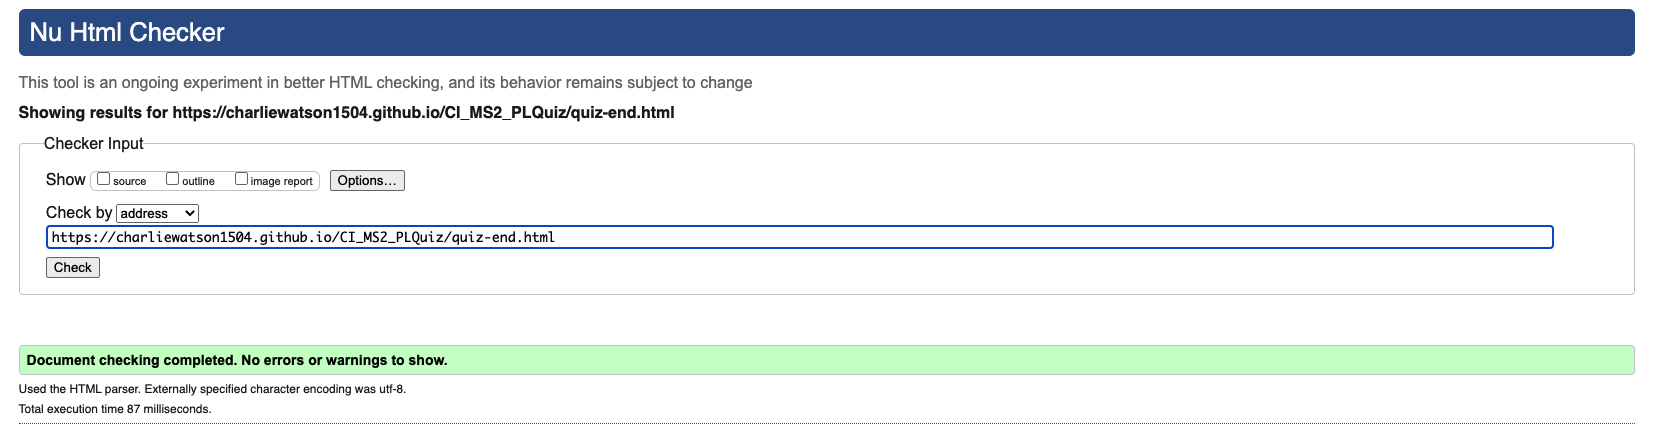 Nu Html Checker
This tool is an ongoing experiment in better HTML checking, and its behavior remains subject to change
Showing results for https://charliewatson1504.github.io/CI_MS2_PLQuiz/quiz-end.html
Checker Input
Show source outline image report Options...
Check by address
https://charliewatson1504.github.io/CI_MS2_PLQuiz/quiz-end.html
Check
Document checking completed. No errors or warnings to show.
Used the HTML parser. Externally specified character encoding was utf-8.
Total execution time 87 milliseconds.